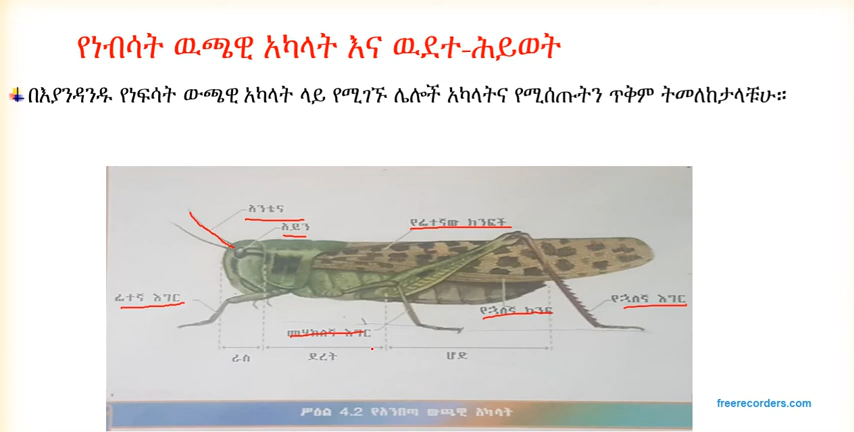 የነብሳት ዉጫዊ አካላት እና ዉደተ-ሕይወት
በእያንዳንዱ የነፍሳት ውጫዊ አካላት ላይ የሚገኙ ሌሎች አካላትና የሚሰጡትን ጥቅም ትመለከታላቹሁ።
አንቴና
አይን
የፊተኛው ክንፎች
ፊተኛ እግር
የኋለኛ ክንፍ
የኋለኛ እግር
መሃከለኛ እግር
ራስ
ደረት
ሆድ
ሥዕል 4.2 የአንበጣ ውጫዊ አካላት
freerecorders.com